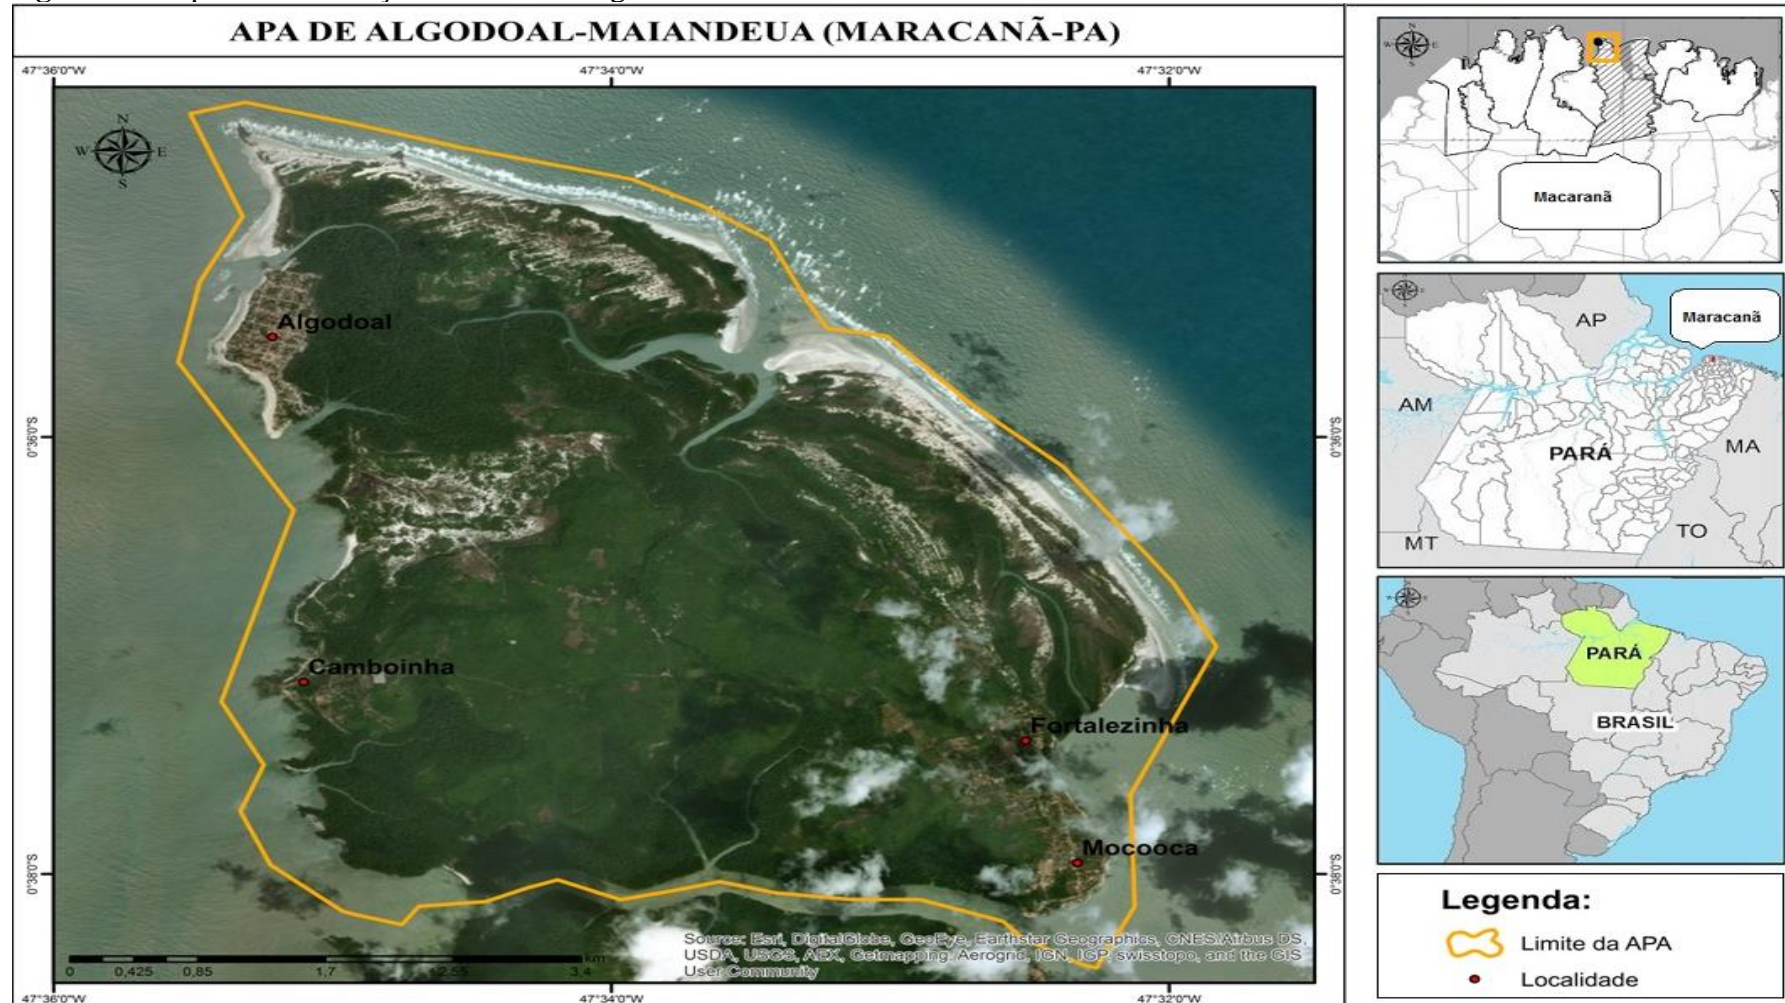 APA DE ALGODOAL-MAIANDEUA (MARACANÃ-PA)
47°36'0"W
47°34'0"W
47°32'0"W
N
W
E
S
Algodoal
0°36'0"S
0°36'0"S
Camboinha
Fortalezinha
Mocooca
0°38'0"S
0°38'0"S
Source: Esri, DigitalGlobe, GeoEye, Earthstar Geographics, CNES/Airbus DS,
USDA, USGS, AEX, Getmapping, Aerogrid, IGN, IGP, swisstopo, and the GIS
User Community
km
0 0,425 0,85 1,7 2,55 3,4
47°36'0"W
47°34'0"W
47°32'0"W
N
W
E
S
Macaranã
AP
Maracanã
AM
PARÁ
MA
MT
TO
PARÁ
BRASIL
Legenda:
Limite da APA
Localidade